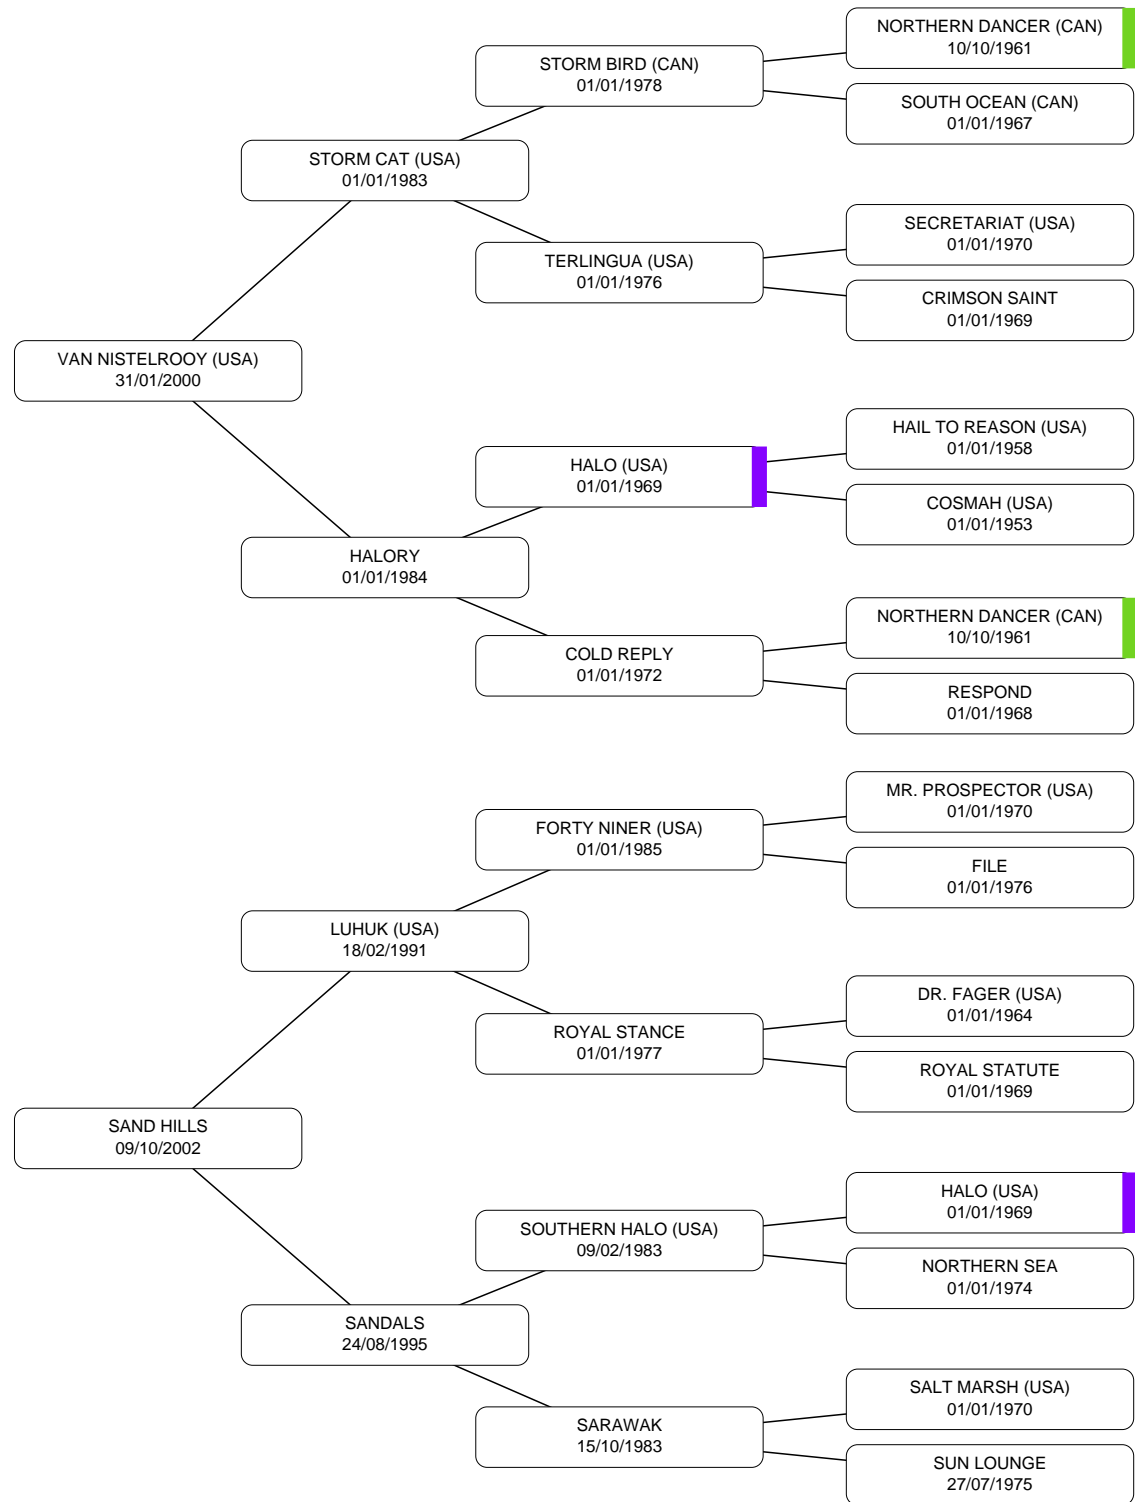 NORTHERN DANCER (CAN)
10/10/1961
STORM BIRD (CAN)
01/01/1978
SOUTH OCEAN (CAN)
01/01/1967
STORM CAT (USA)
01/01/1983
SECRETARIAT (USA)
01/01/1970
TERLINGUA (USA)
01/01/1976
CRIMSON SAINT
01/01/1969
VAN NISTELROOY (USA)
31/01/2000
HAIL TO REASON (USA)
01/01/1958
HALO (USA)
01/01/1969
COSMAH (USA)
01/01/1953
HALORY
01/01/1984
NORTHERN DANCER (CAN)
10/10/1961
COLD REPLY
01/01/1972
RESPOND
01/01/1968
MR. PROSPECTOR (USA)
01/01/1970
FORTY NINER (USA)
01/01/1985
FILE
01/01/1976
LUHUK (USA)
18/02/1991
DR. FAGER (USA)
01/01/1964
ROYAL STANCE
01/01/1977
ROYAL STATUTE
01/01/1969
SAND HILLS
09/10/2002
HALO (USA)
01/01/1969
SOUTHERN HALO (USA)
09/02/1983
NORTHERN SEA
01/01/1974
SANDALS
24/08/1995
SALT MARSH (USA)
01/01/1970
SARAWAK
15/10/1983
SUN LOUNGE
27/07/1975